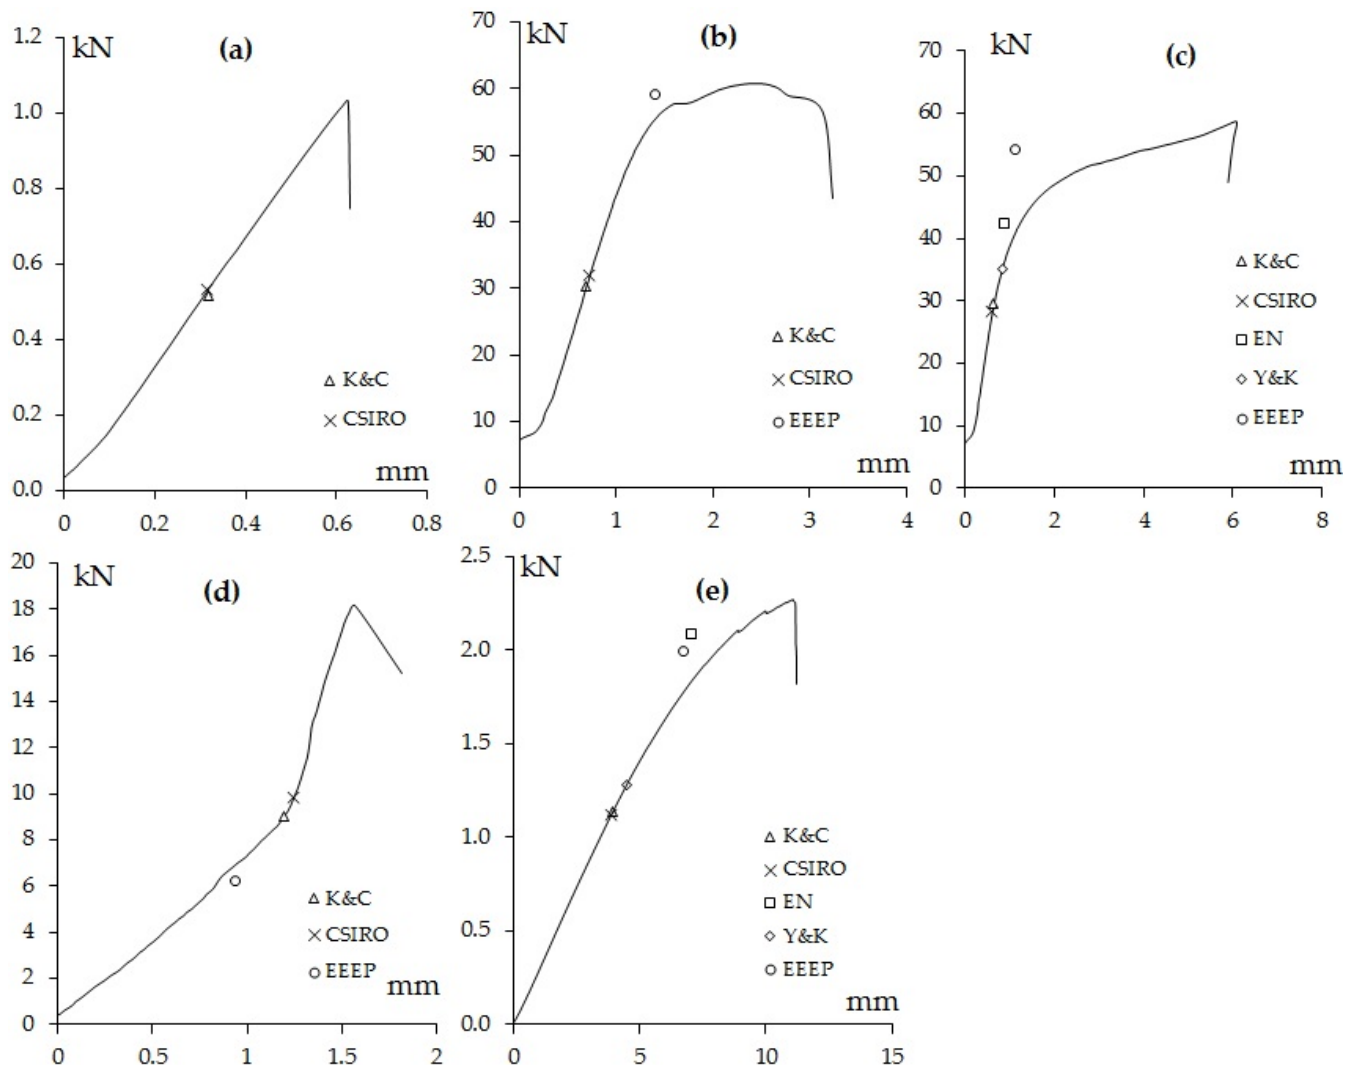 kN
(a)
1.2
1.0
0.8
0.6
0.4
0.2
0.0
K&C
CSIRO
mm
0 0.2 0.4 0.6 0.8
kN
(b)
70
60
50
40
30
20
10
0
K&C
CSIRO
EEEP
mm
0 1 2 3 4
kN
(c)
70
60
50
40
30
20
10
0
K&C
CSIRO
EN
Y&K
EEEP
mm
0 2 4 6 8
kN
(d)
20
18
16
14
12
10
8
6
4
2
0
K&C
CSIRO
EEEP
mm
0 0.5 1 1.5 2
kN
(e)
2.5
2.0
1.5
1.0
0.5
0.0
K&C
CSIRO
EN
Y&K
EEEP
mm
0 5 10 15